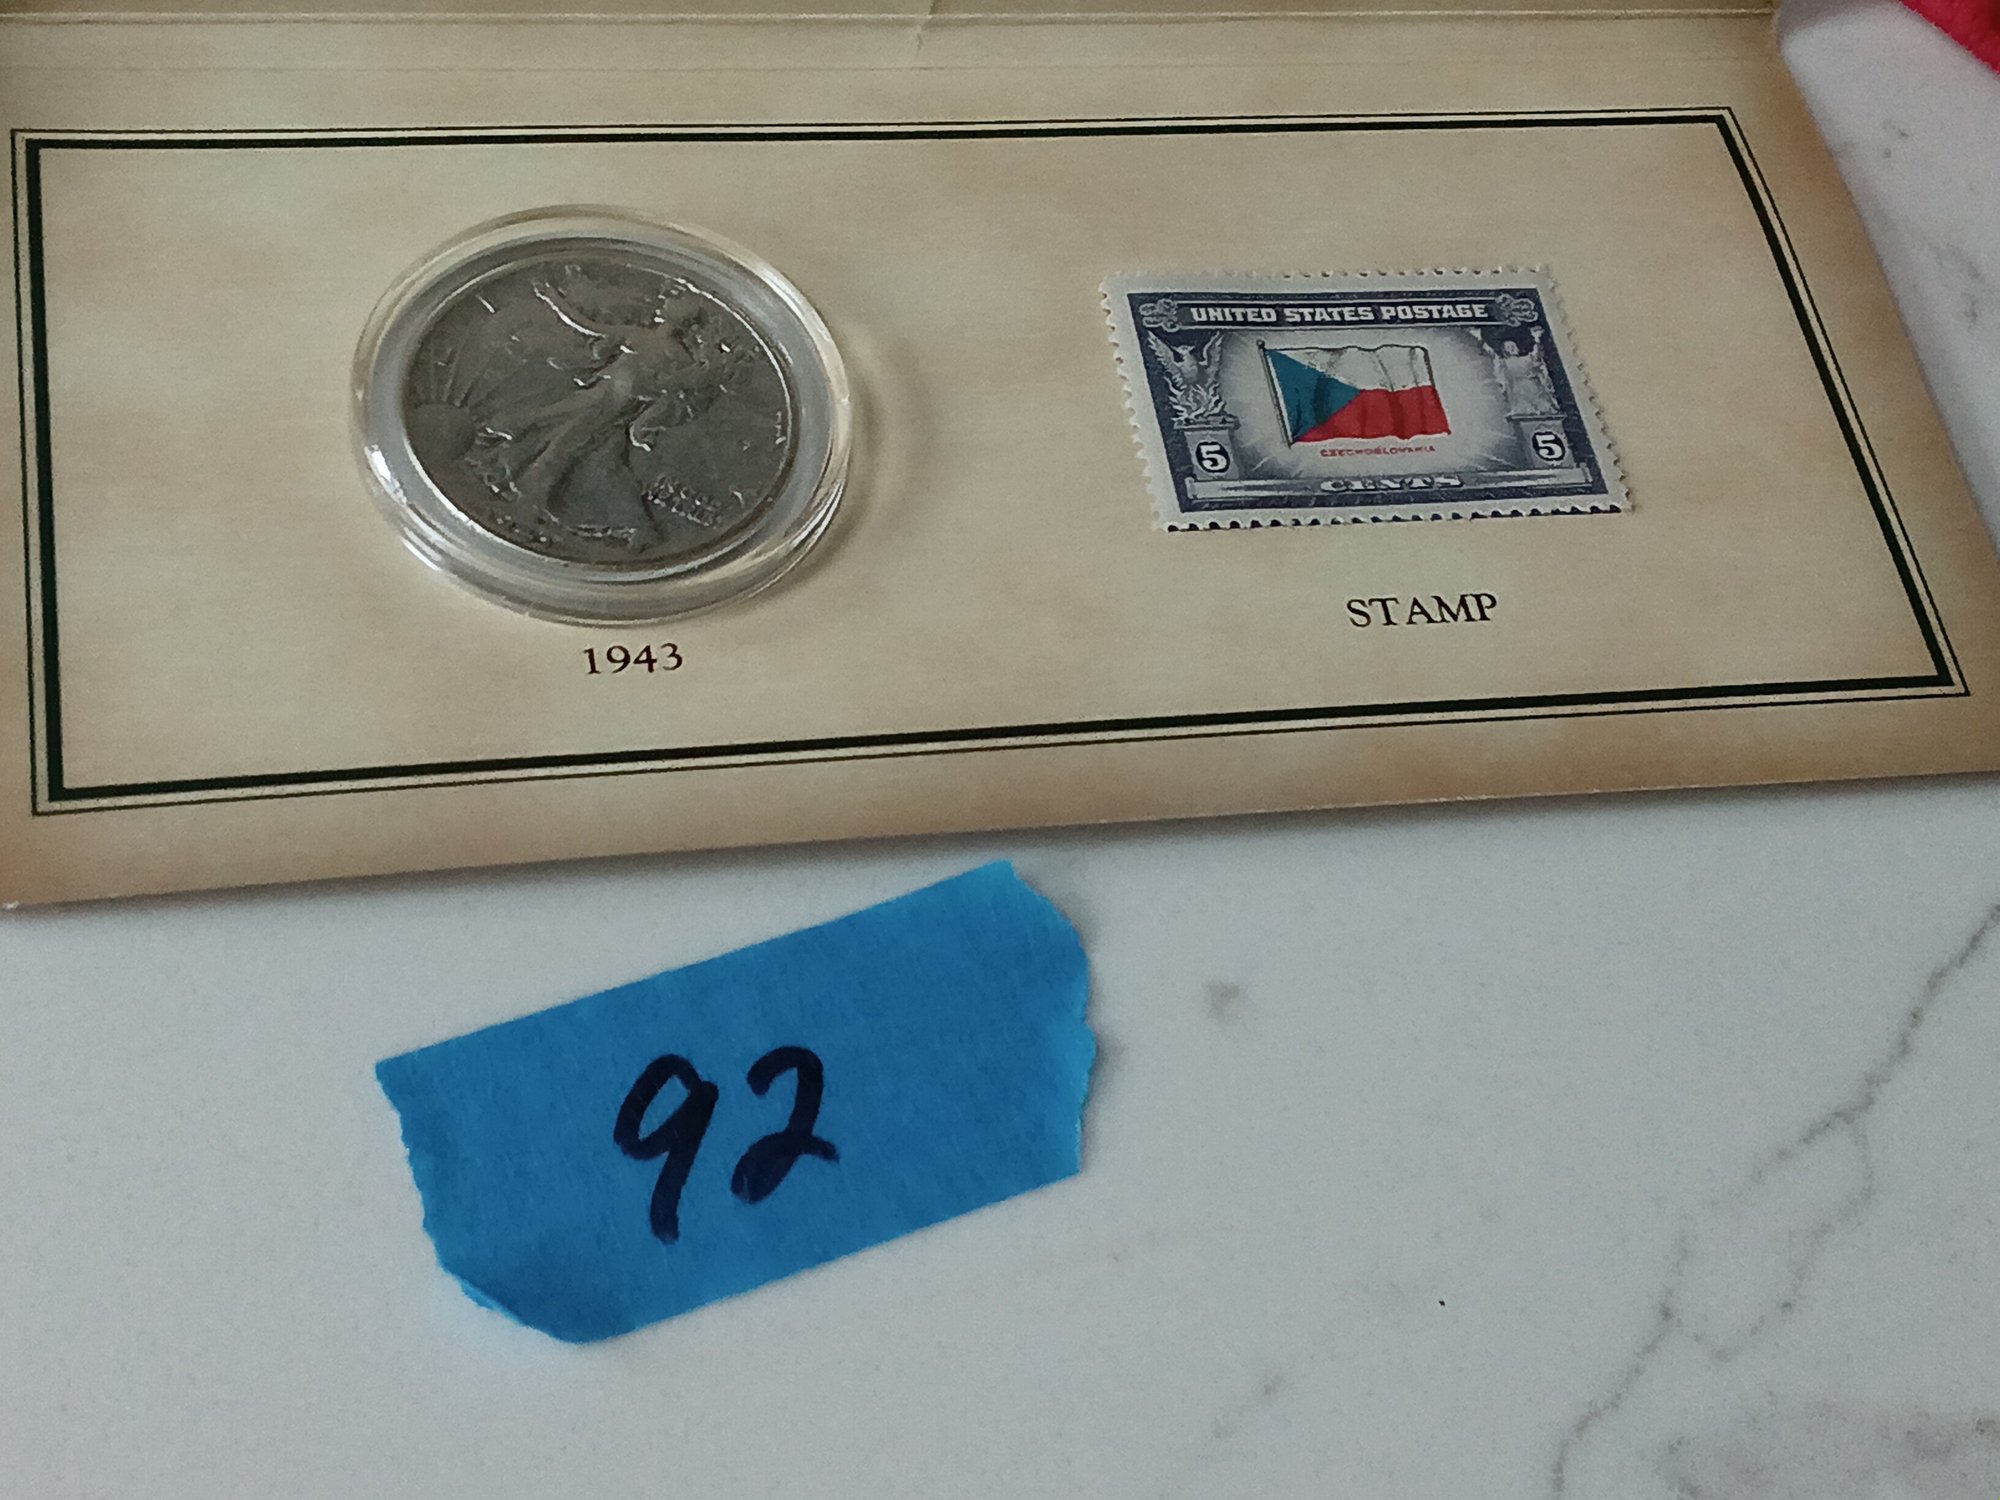 1943
UNITED STATES POSTAGE
CZECHOSLOVAKIA
5
5
CENTS
STAMP
92